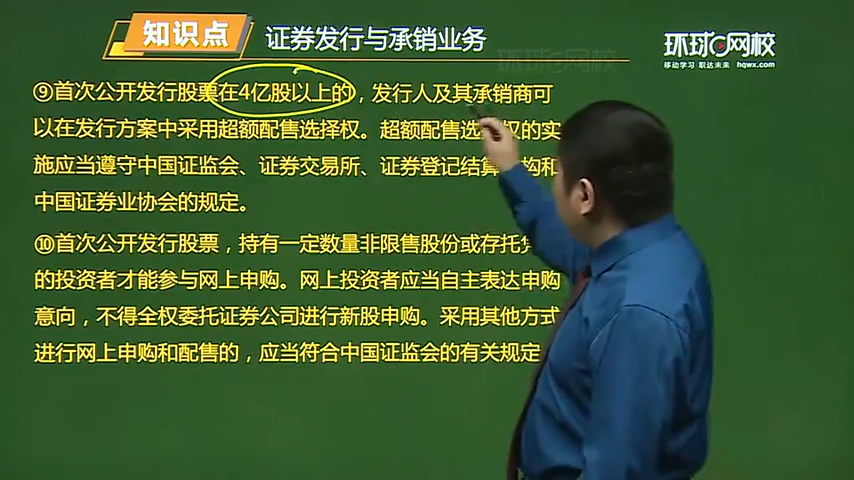 知识点
证券发行与承销业务
环球网校
移动学习 职达未来 hqwx.com
环球网校
⑨首次公开发行股票在4亿股以上的，发行人及其承销商可
以在发行方案中采用超额配售选择权。超额配售选择权的实
施应当遵守中国证监会、证券交易所、证券登记结算 构和
中国证券业协会的规定。
⑩首次公开发行股票，持有一定数量非限售股份或存托
的投资者才能参与网上申购。网上投资者应当自主表达申购
意向，不得全权委托证券公司进行新股申购。采用其他方式
进行网上申购和配售的，应当符合中国证监会的有关规定